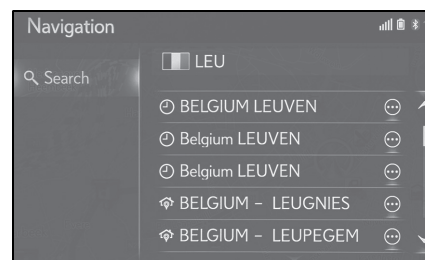 Navigation
Search
LEU
BELGIUM LEUVEN
Belgium LEUVEN
Belgium LEUVEN
BELGIUM – LEUGNIES
BELGIUM – LEUPEGEM